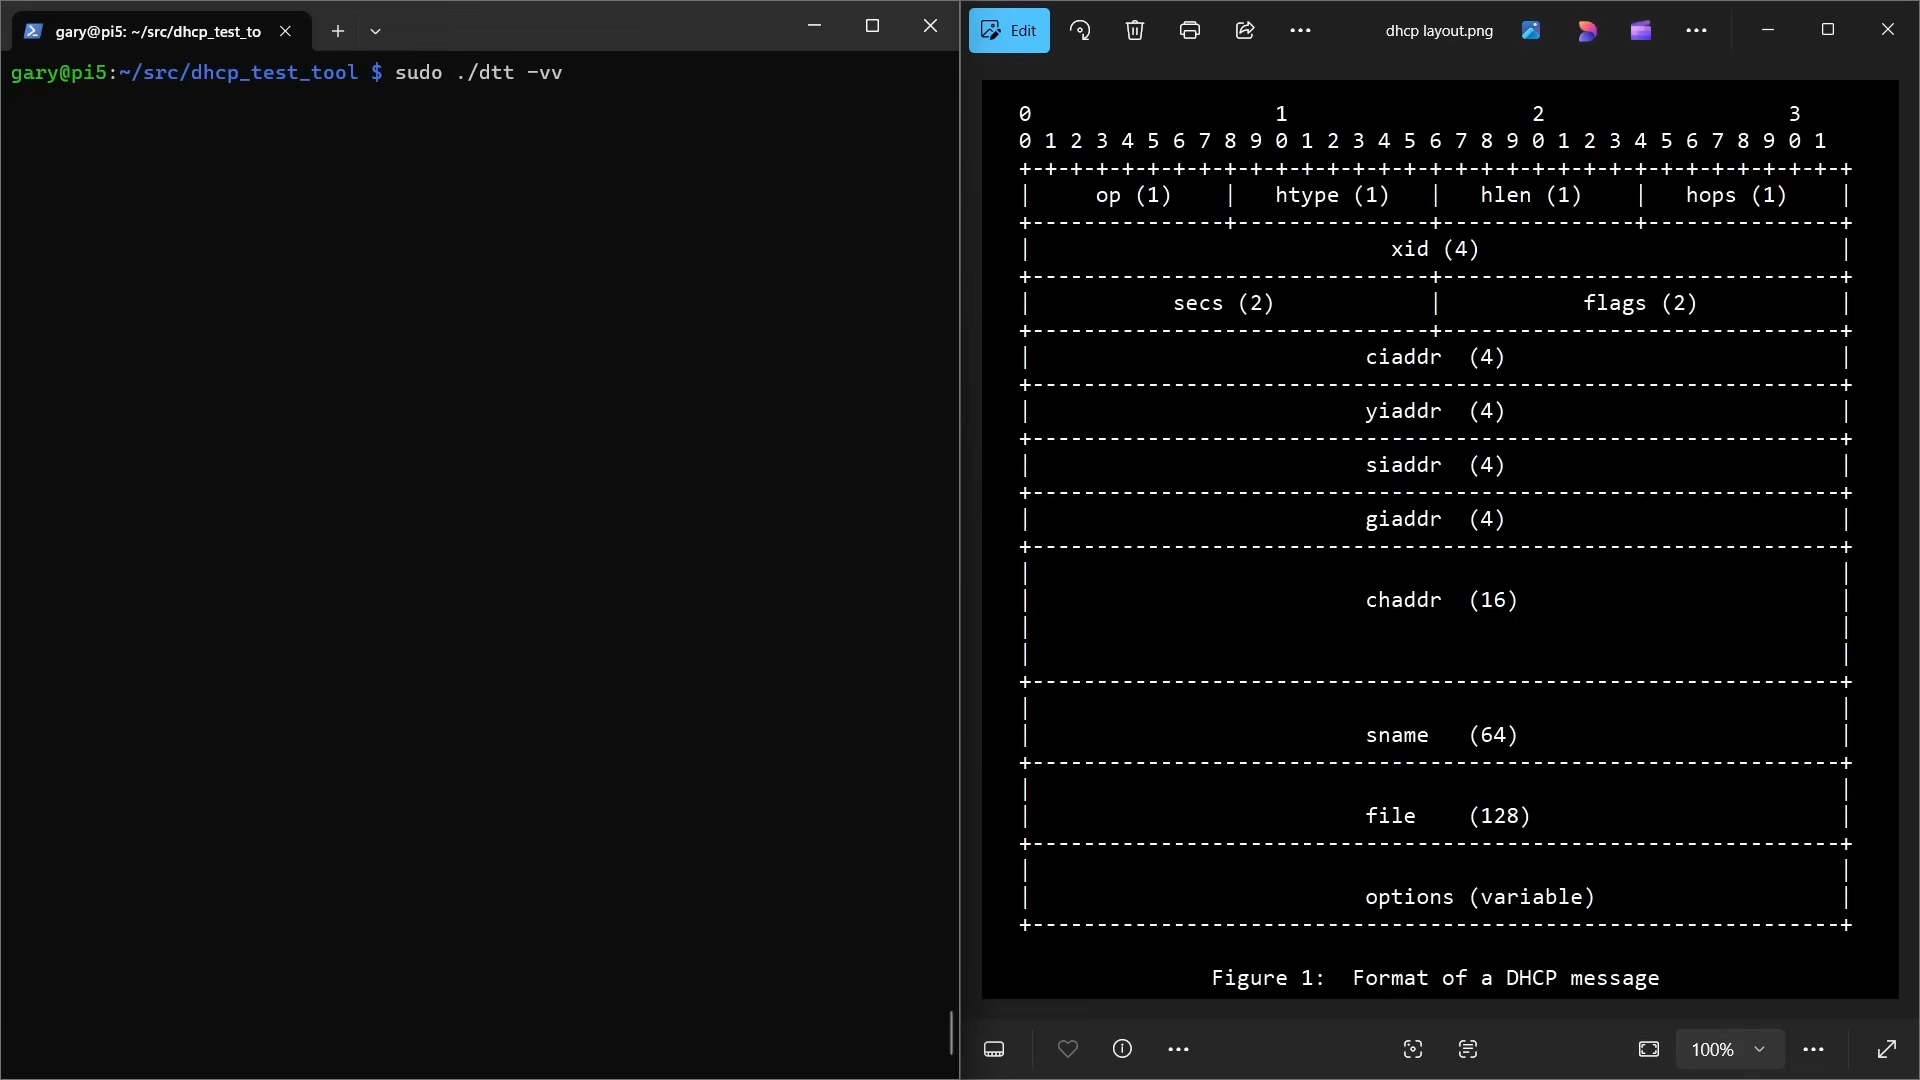 gary@pi5: ~/src/dhcp_test_to
gary@pi5:~/src/dhcp_test_tool $ sudo ./dtt -vv
Edit
dhcp layout.png
0                   1                   2                   3
0 1 2 3 4 5 6 7 8 9 0 1 2 3 4 5 6 7 8 9 0 1 2 3 4 5 6 7 8 9 0 1
op (1) | htype (1) | hlen (1) | hops (1)
xid (4)
secs (2) | flags (2)
ciaddr (4)
yiaddr (4)
siaddr (4)
giaddr (4)
chaddr (16)
sname (64)
file (128)
options (variable)
Figure 1: Format of a DHCP message
100%